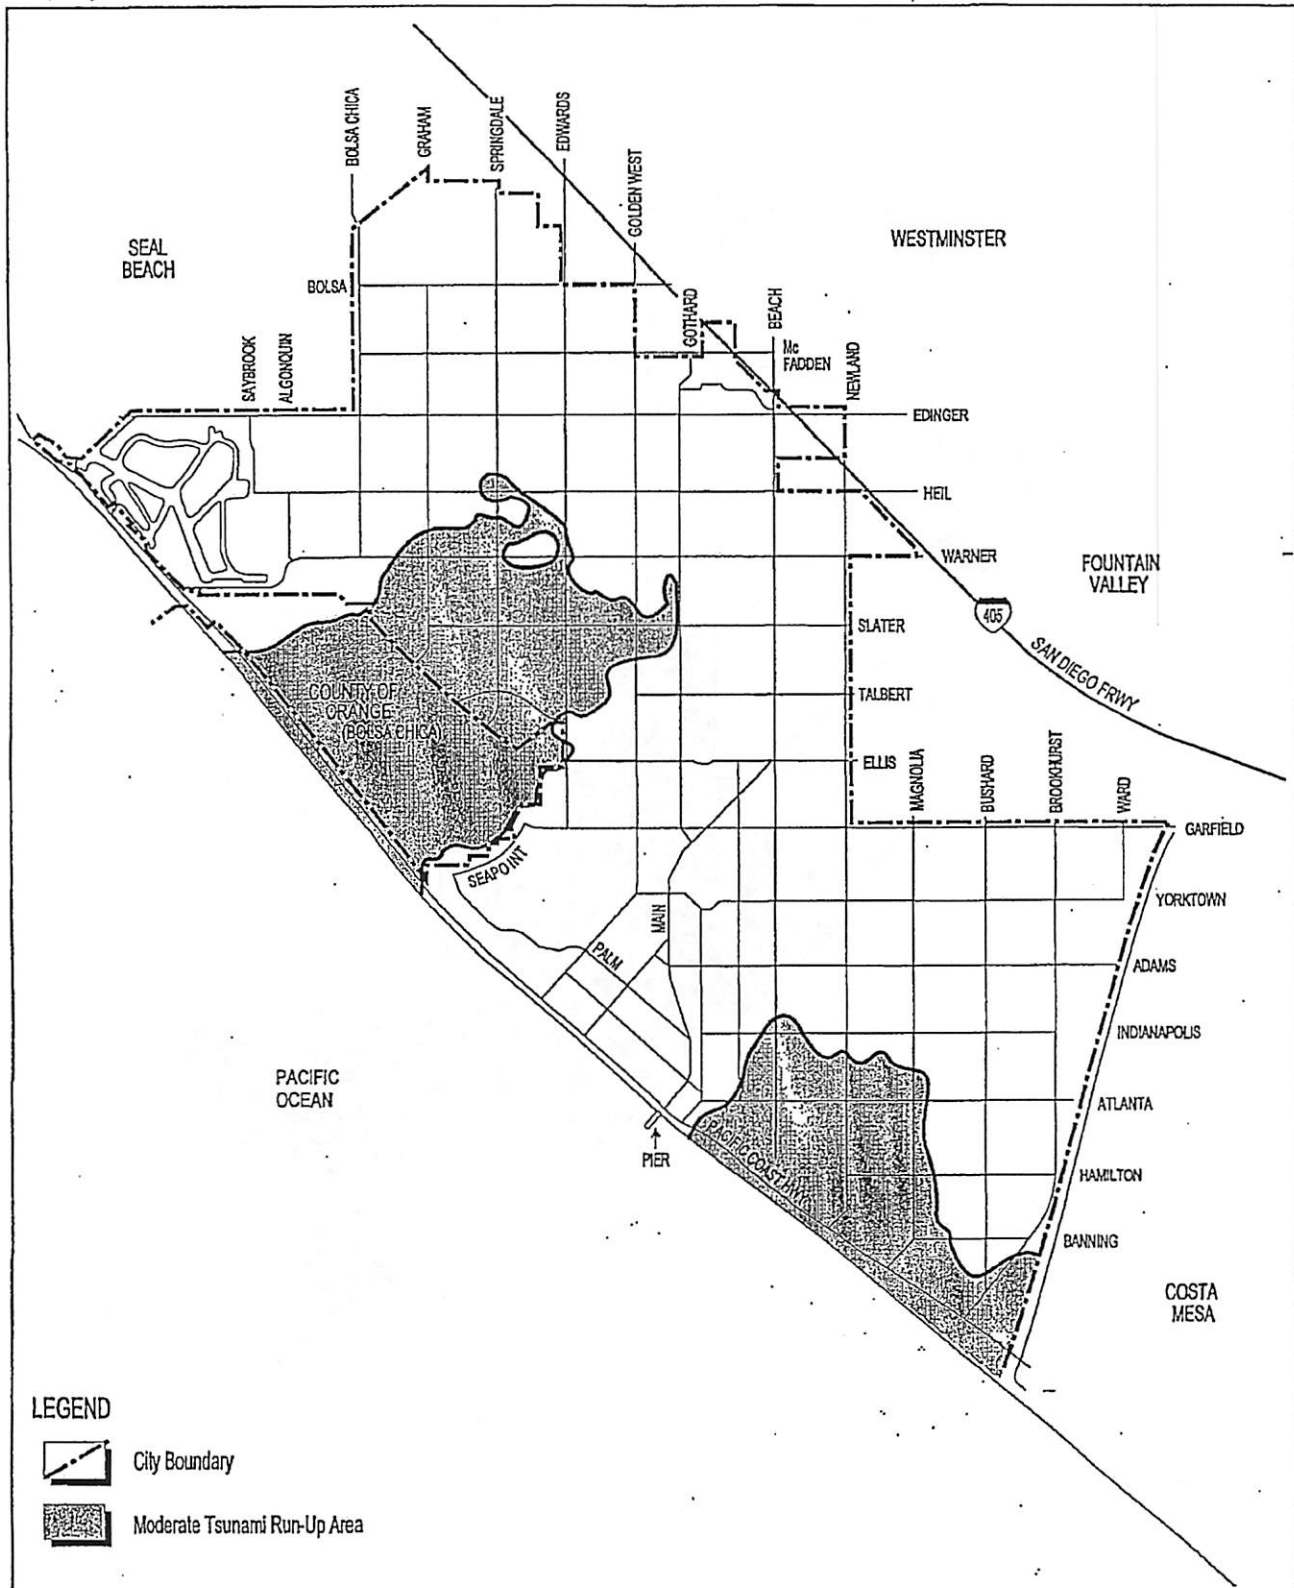 BOLSA CHICA
GRAHAM
SPRINGDALE
EDWARDS
GOLDEN WEST
SEAL
BEACH
WESTMINSTER
BOLSA
GOTHARD
BEACH
Mc
FADDEN
NEWLAND
SAYBROOK
ALGONQUIN
EDINGER
HEIL
WARNER
FOUNTAIN
VALLEY
405
SAN DIEGO FRWY
SLATER
COUNTY OF
ORANGE
(BOLSA CHICA)
TALBERT
ELLIS
MAGNOLIA
BUSHARD
BROOKHURST
WARD
GARFIELD
SEAPOINT
YORKTOWN
MAIN
PALM
ADAMS
INDIANAPOLIS
PACIFIC
OCEAN
ATLANTA
PACIFIC COAST HWY
PIER
HAMILTON
BANNING
COSTA
MESA
LEGEND
City Boundary
Moderate Tsunami Run-Up Area